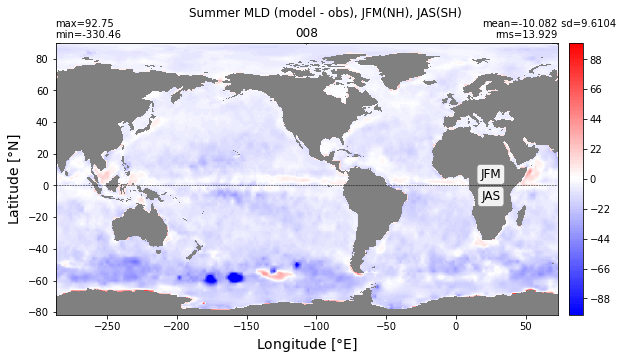 Summer MLD (model - obs), JFM(NH), JAS(SH)
max=92.75
min=-330.46
008
mean=-10.082 sd=9.6104
rms=13.929
Latitude [°N]
80
60
40
20
0
−20
−40
−60
−80
JFM
JAS
88
66
44
22
0
−22
−44
−66
−88
−250
−200
−150
−100
−50
0
50
Longitude [°E]